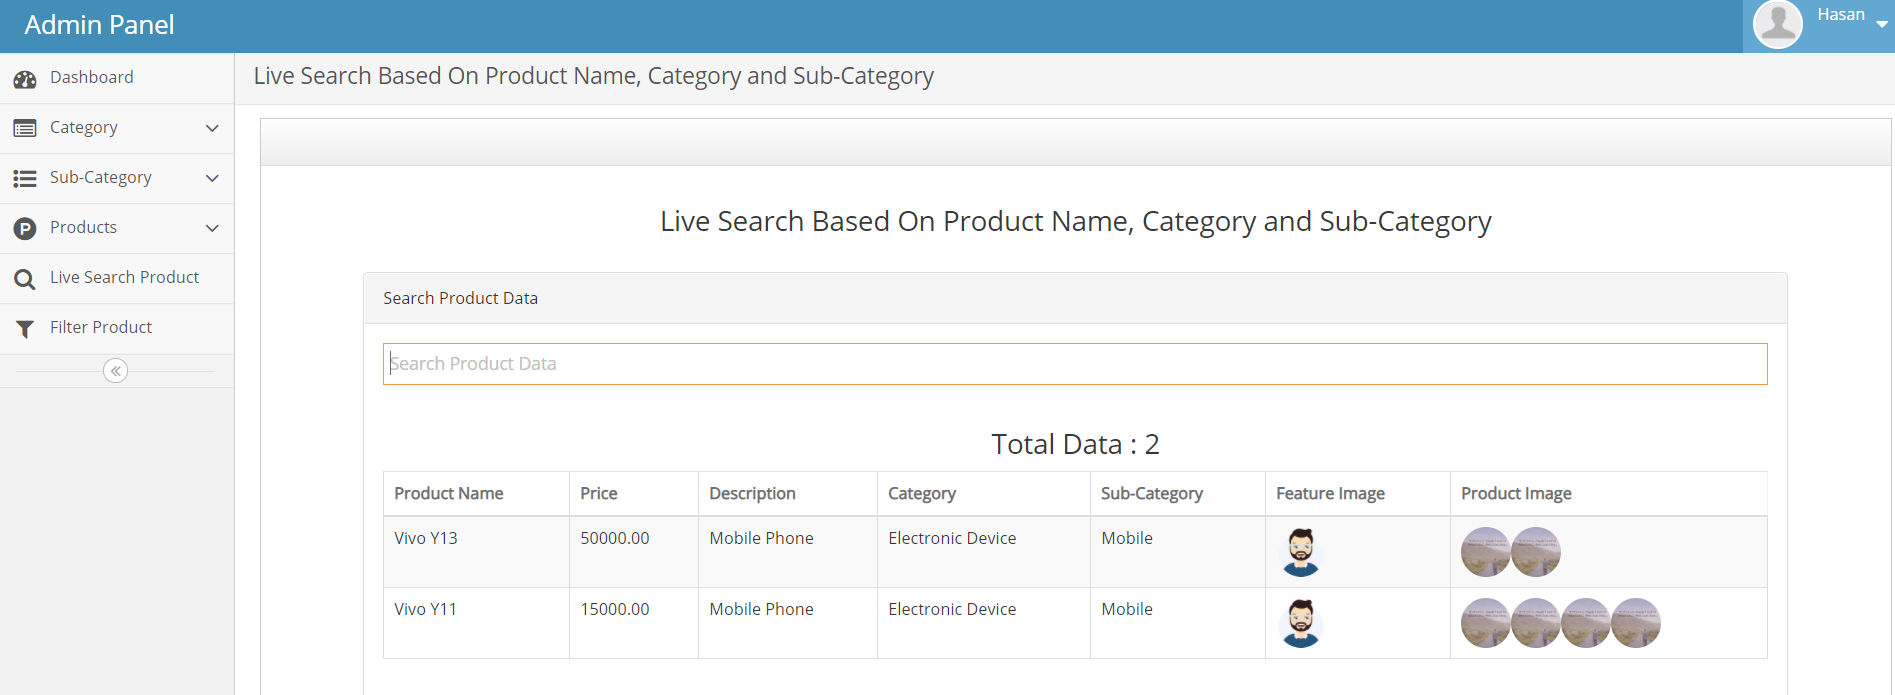 Admin Panel
Hasan
Dashboard
Category
Sub-Category
Products
Live Search Product
Filter Product
Live Search Based On Product Name, Category and Sub-Category
Live Search Based On Product Name, Category and Sub-Category
Search Product Data
Search Product Data
Total Data : 2
Product Name Price Description Category Sub-Category Feature Image Product Image
Vivo Y13 50000.00 Mobile Phone Electronic Device Mobile
Vivo Y11 15000.00 Mobile Phone Electronic Device Mobile